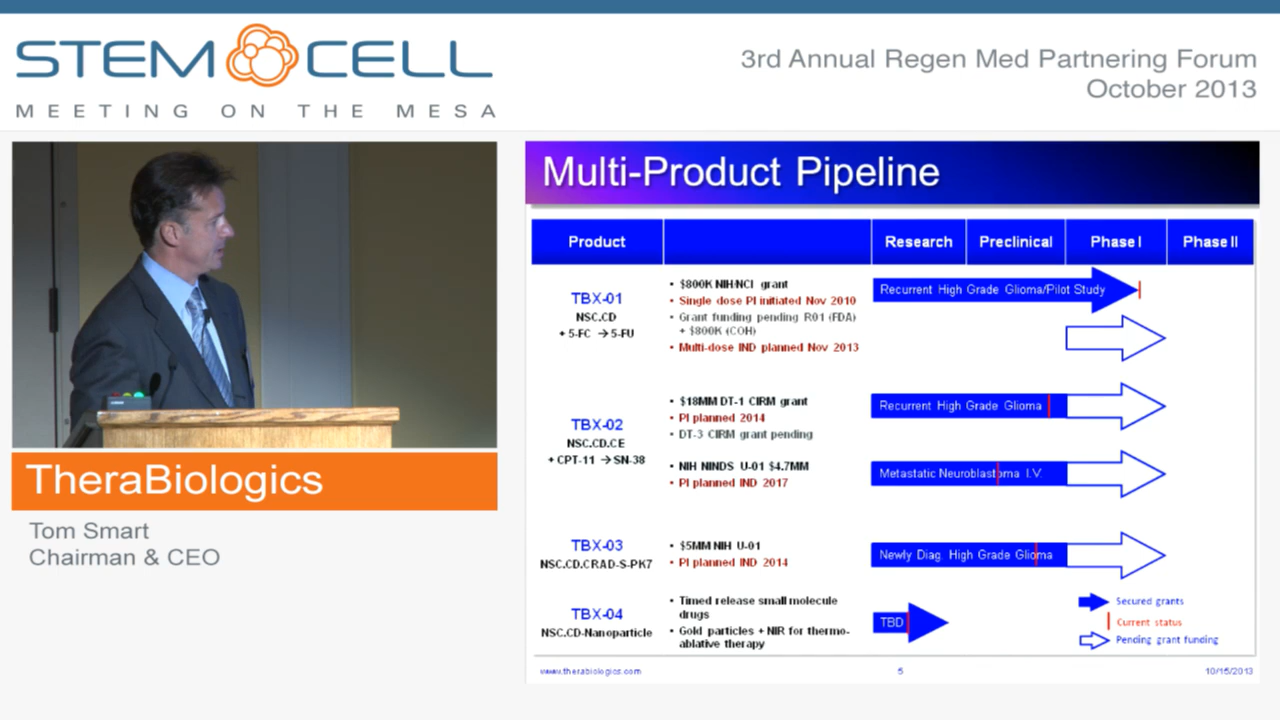 STEM CELL
MEETING ON THE MESA
3rd Annual Regen Med Partnering Forum
October 2013
TheraBiologics
Tom Smart
Chairman & CEO
Multi-Product Pipeline
Product
Research
Preclinical
Phase I
Phase II
TBX-01
NSC.CD
+ 5-FC → 5-FU
• $800K NIH/NCI grant
• Single dose PI initiated Nov 2010
• Grant funding pending R01 (FDA)
+ $800K (COH)
• Multi-dose IND planned Nov 2013
Recurrent High Grade Glioma/Pilot Study
TBX-02
NSC.CD.CE
+ CPT-11 → SN-38
• $18MM DT-1 CIRM grant
• PI planned 2014
• DT-3 CIRM grant pending
• NIH NINDS U-01 $4.7MM
• PI planned IND 2017
Recurrent High Grade Glioma
Metastatic Neuroblastoma I.V.
TBX-03
NSC.CD.CRAD-S-PK7
• $5MM NIH U-01
• PI planned IND 2014
Newly Diag. High Grade Glioma
TBX-04
NSC.CD-Nanoparticle
• Timed release small molecule
drugs
• Gold particles + NIR for thermo-
ablative therapy
TBD
Secured grants
Current status
Pending grant funding
www.therabiologics.com
5
10/15/2013